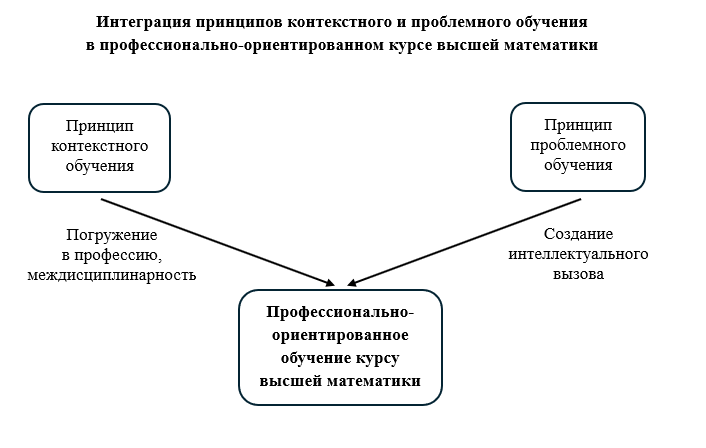 Интеграция принципов контекстного и проблемного обучения
в профессионально-ориентированном курсе высшей математики
Принцип
контекстного
обучения
Принцип
проблемного
обучения
Погружение
в профессию,
междисциплинарность
Создание
интеллектуального
вызова
Профессионально-
ориентированное
обучение курсу
высшей математики